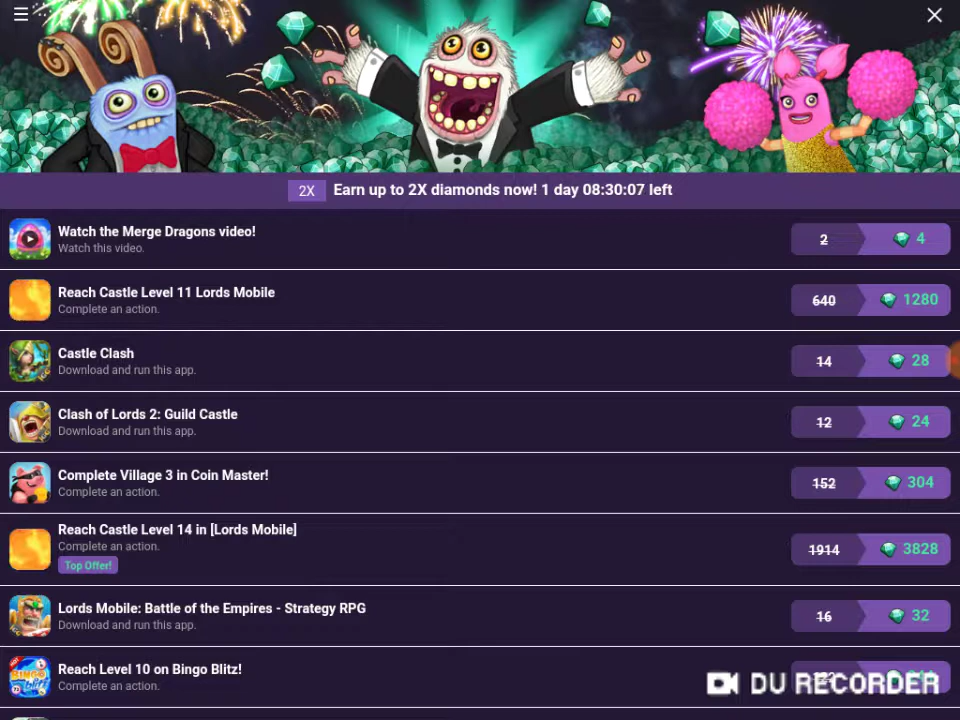 2X Earn up to 2X diamonds now! 1 day 08:30:07 left
Watch the Merge Dragons video!
Watch this video.
2 4
Reach Castle Level 11 Lords Mobile
Complete an action.
640 1280
Castle Clash
Download and run this app.
14 28
Clash of Lords 2: Guild Castle
Download and run this app.
12 24
Complete Village 3 in Coin Master!
Complete an action.
152 304
Reach Castle Level 14 in [Lords Mobile]
Complete an action.
Top Offer!
1914 3828
Lords Mobile: Battle of the Empires - Strategy RPG
Download and run this app.
16 32
Reach Level 10 on Bingo Blitz!
Complete an action.
DU RECORDER